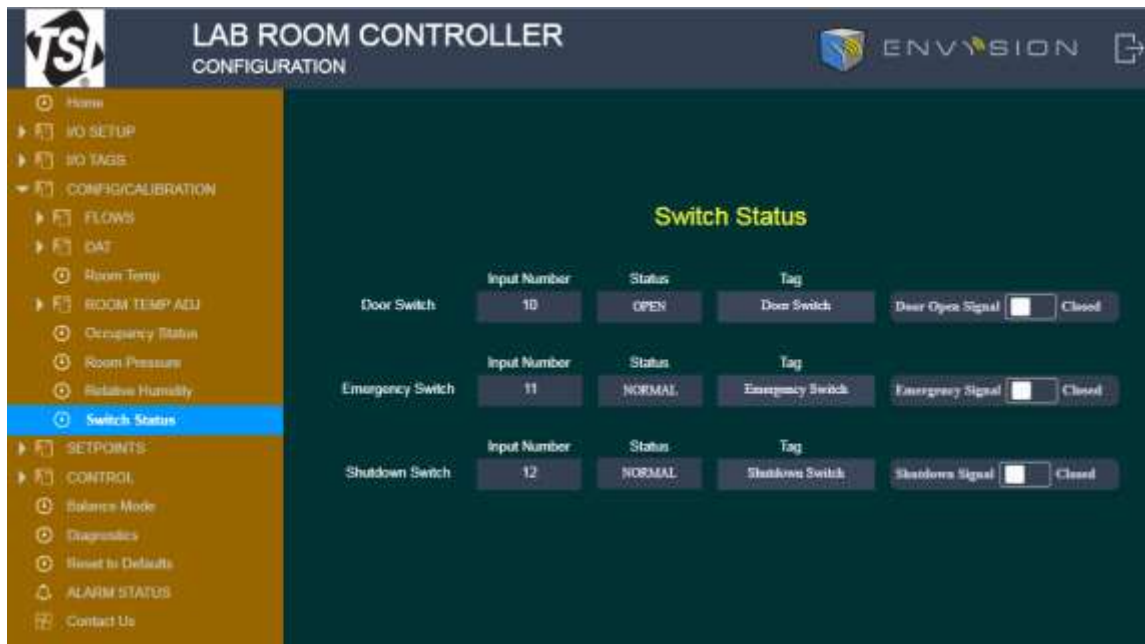 TSI
LAB ROOM CONTROLLER
CONFIGURATION
ENVYSION
Home
I/O SETUP
I/O TAGS
CONFIG/CALIBRATION
FLOWS
DAT
Room Temp
ROOM TEMP ADJ
Occupancy Status
Room Pressure
Relative Humidity
Switch Status
SETPOINTS
CONTROL
Balance Mode
Diagnostics
Reset to Defaults
ALARM STATUS
Contact Us
Switch Status
Input Number Status Tag
Door Switch 10 OPEN Door Switch Door Open Signal Closed
Input Number Status Tag
Emergency Switch 11 NORMAL Emergency Switch Emergency Signal Closed
Input Number Status Tag
Shutdown Switch 12 NORMAL Shutdown Switch Shutdown Signal Closed